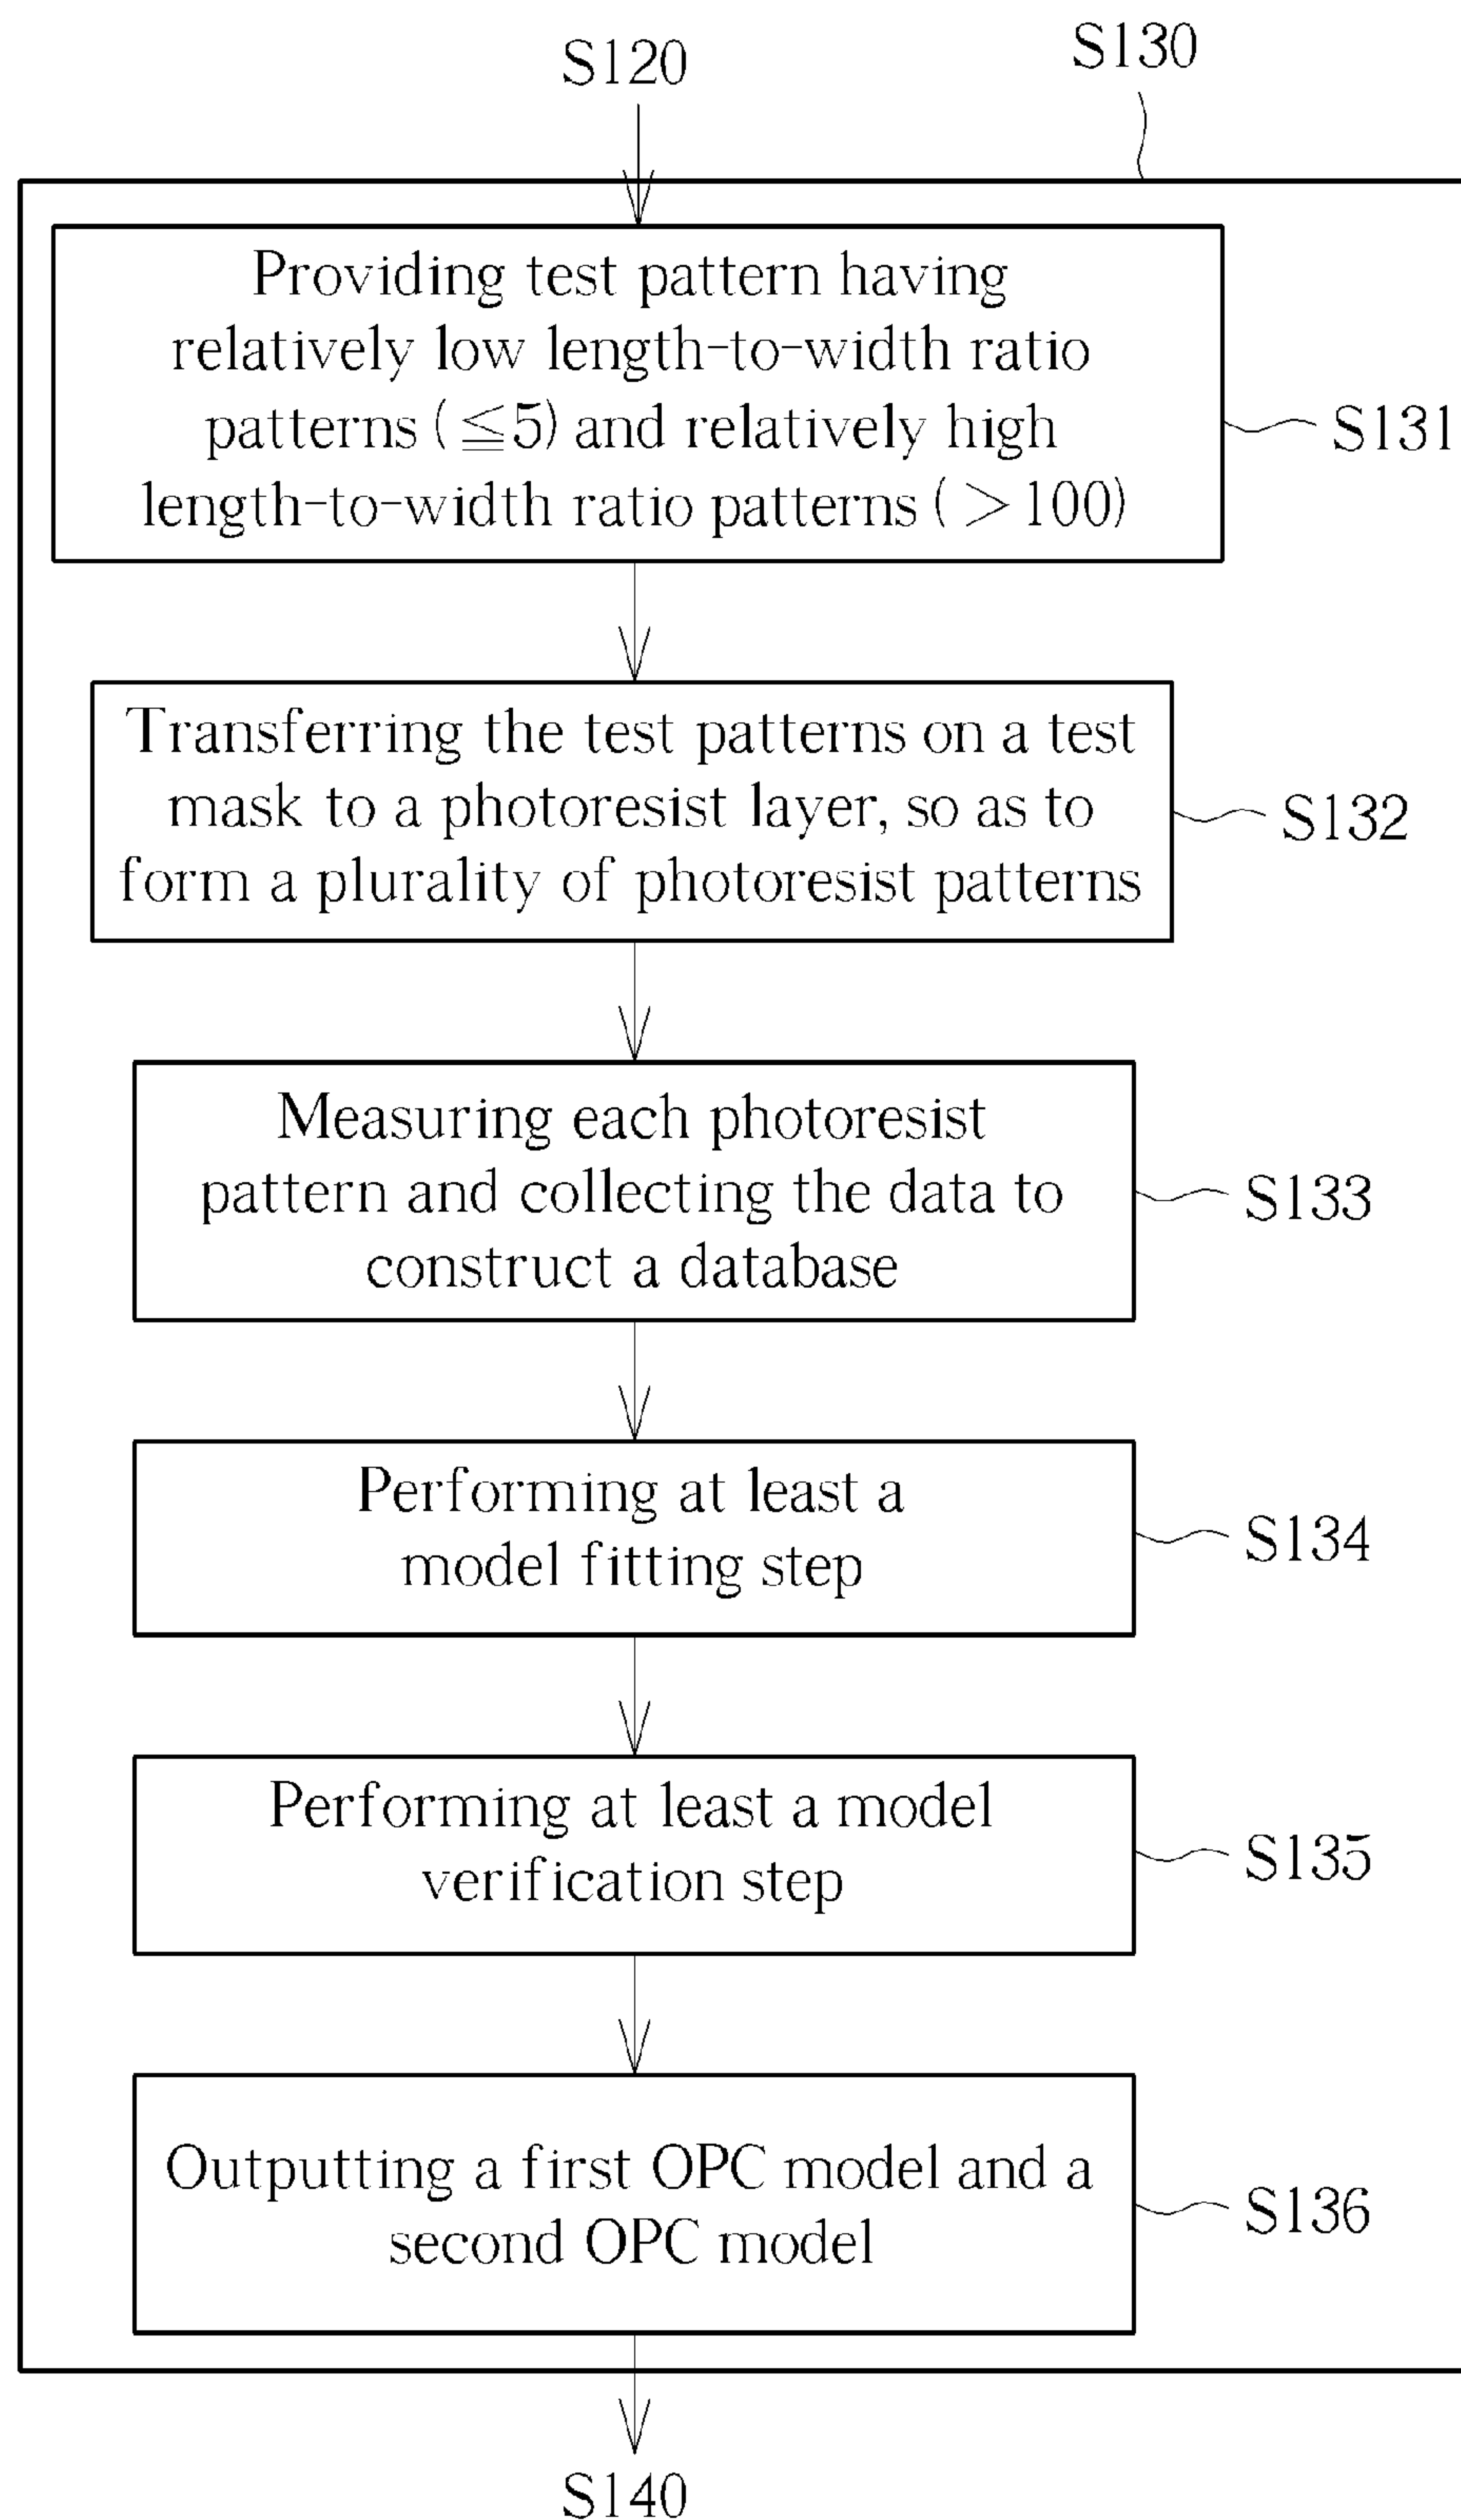 S120
S130
Providing test pattern having
relatively low length-to-width ratio
patterns (≦5) and relatively high
length-to-width ratio patterns (>100)
S131
Transferring the test patterns on a test
mask to a photoresist layer, so as to
form a plurality of photoresist patterns
S132
Measuring each photoresist
pattern and collecting the data to
construct a database
S133
Performing at least a
model fitting step
S134
Performing at least a model
verification step
S135
Outputting a first OPC model and a
second OPC model
S136
S140